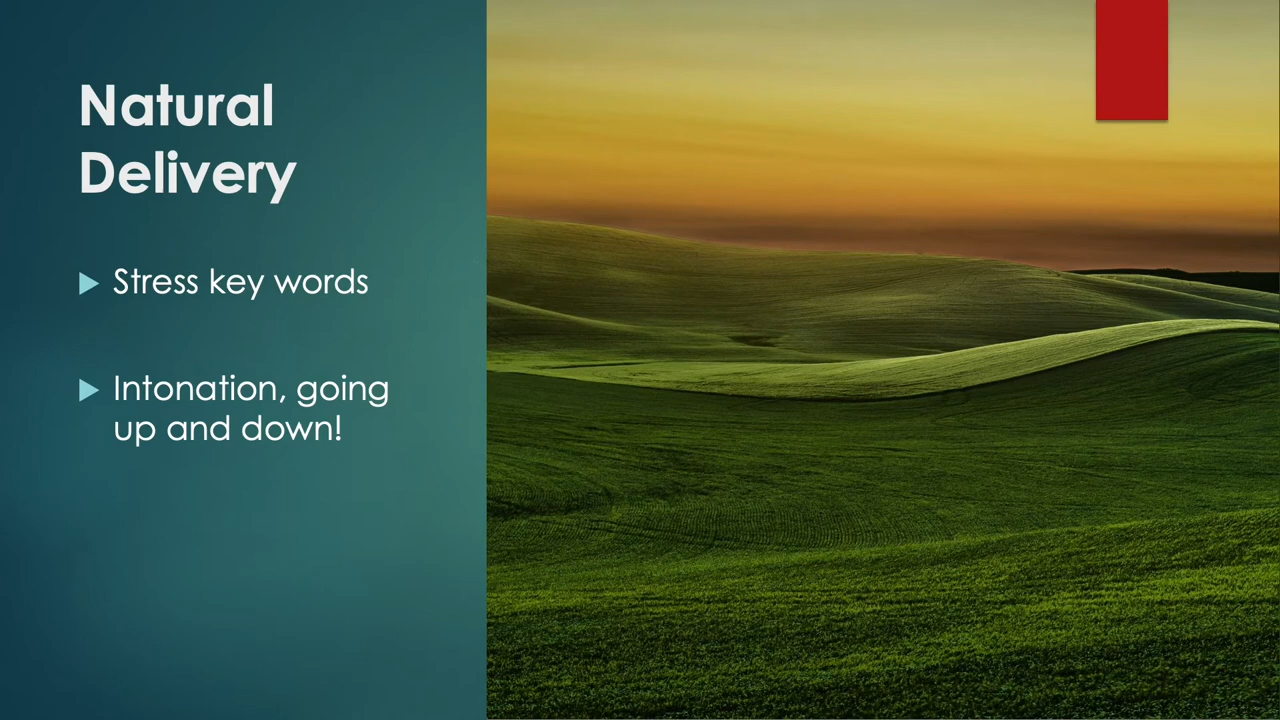 Natural
Delivery
Stress key words
Intonation, going
up and down!